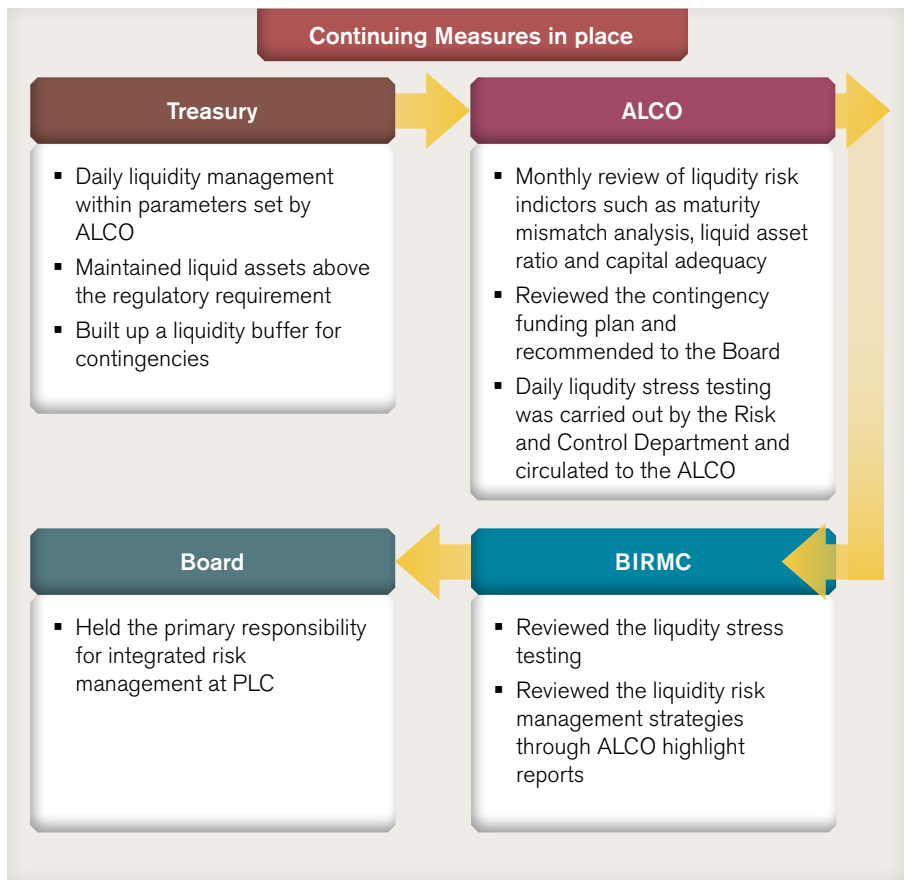 Continuing Measures in place
Treasury
▪ Daily liquidity management
within parameters set by
ALCO
▪ Maintained liquid assets above
the regulatory requirement
▪ Built up a liquidity buffer for
contingencies
ALCO
▪ Monthly review of liqudity risk
indictors such as maturity
mismatch analysis, liquid asset
ratio and capital adequacy
▪ Reviewed the contingency
funding plan and
recommended to the Board
▪ Daily liqudity stress testing
was carried out by the Risk
and Control Department and
circulated to the ALCO
Board
▪ Held the primary responsibility
for integrated risk
management at PLC
BIRMC
▪ Reviewed the liqudity stress
testing
▪ Reviewed the liquidity risk
management strategies
through ALCO highlight
reports